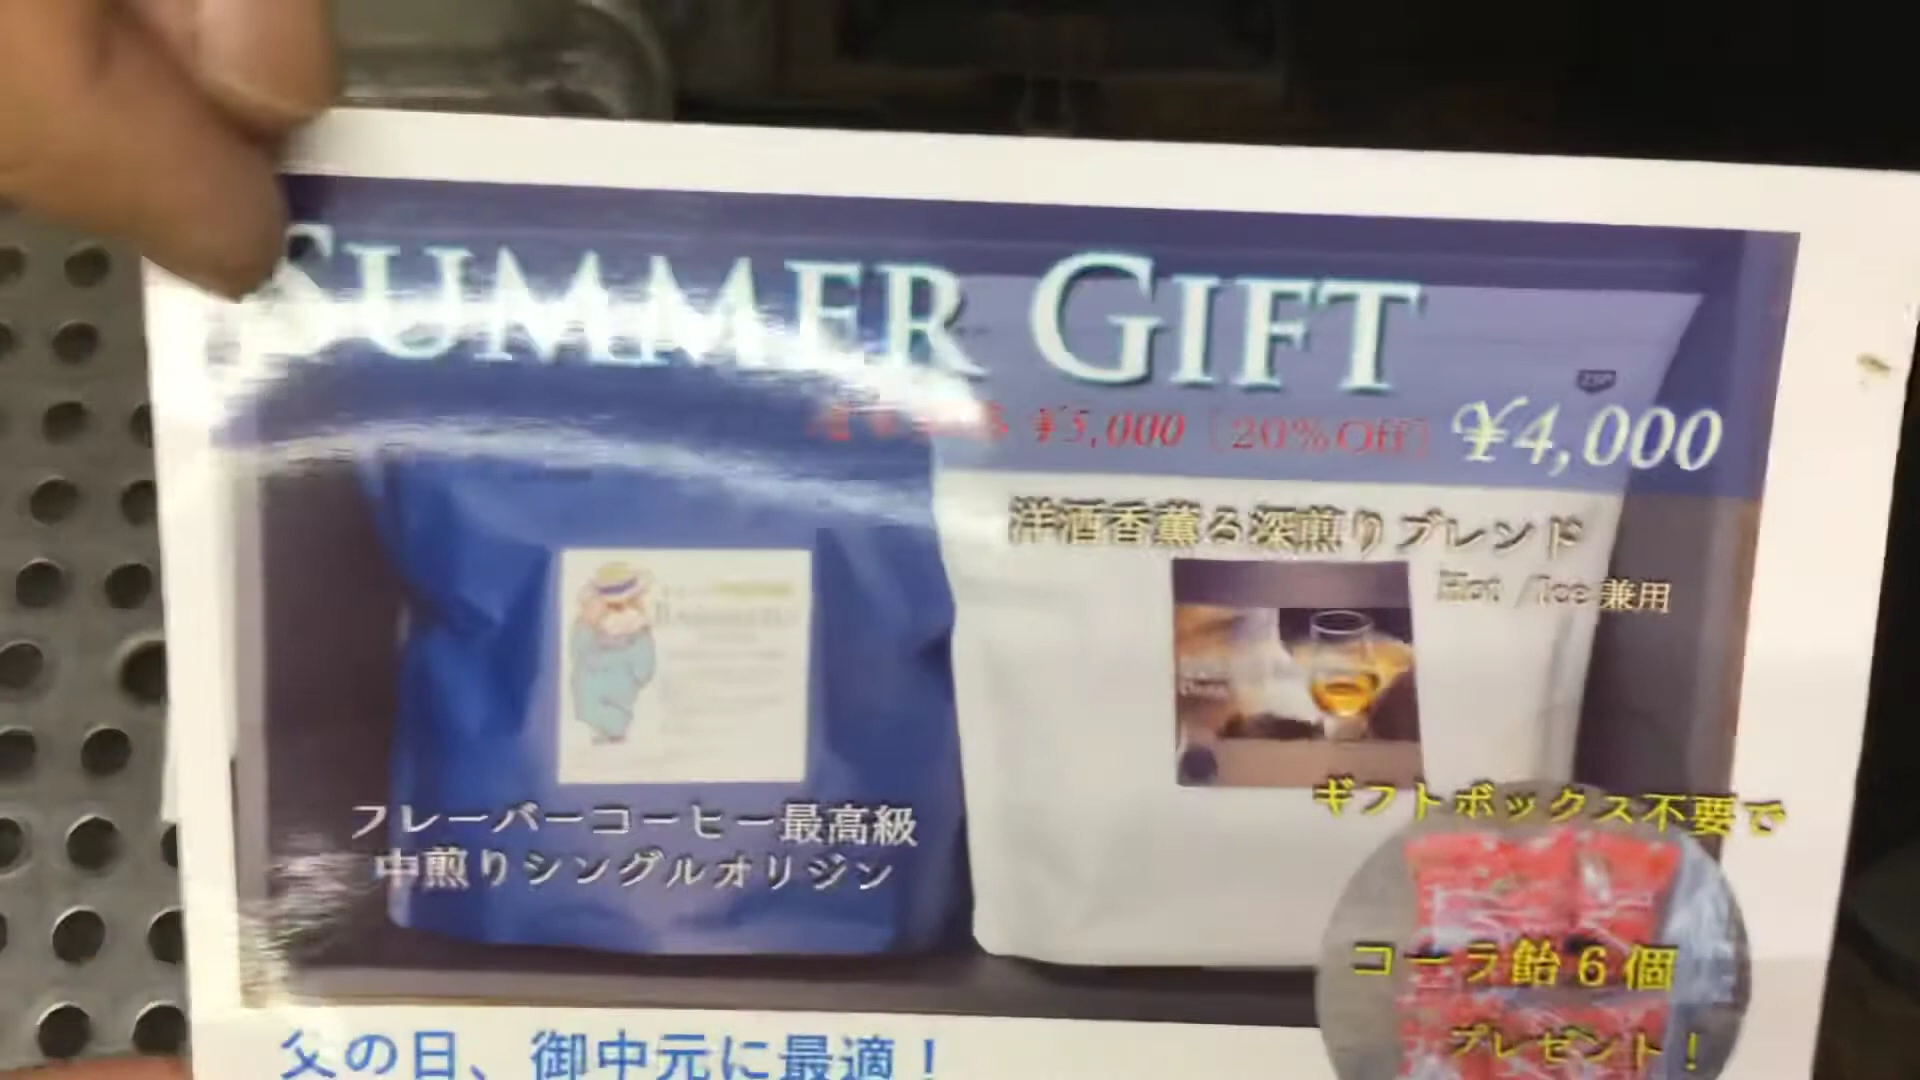 SUMMER GIFT
¥5,000〔20%Off〕 ¥4,000
洋酒香薫る深煎りブレンド
Hot /Ice 兼用
フレーバーコーヒー最高級
中煎りシングルオリジン
ギフトボックス不要で
コーラ飴6個
プレゼント!
父の日、御中元に最適!